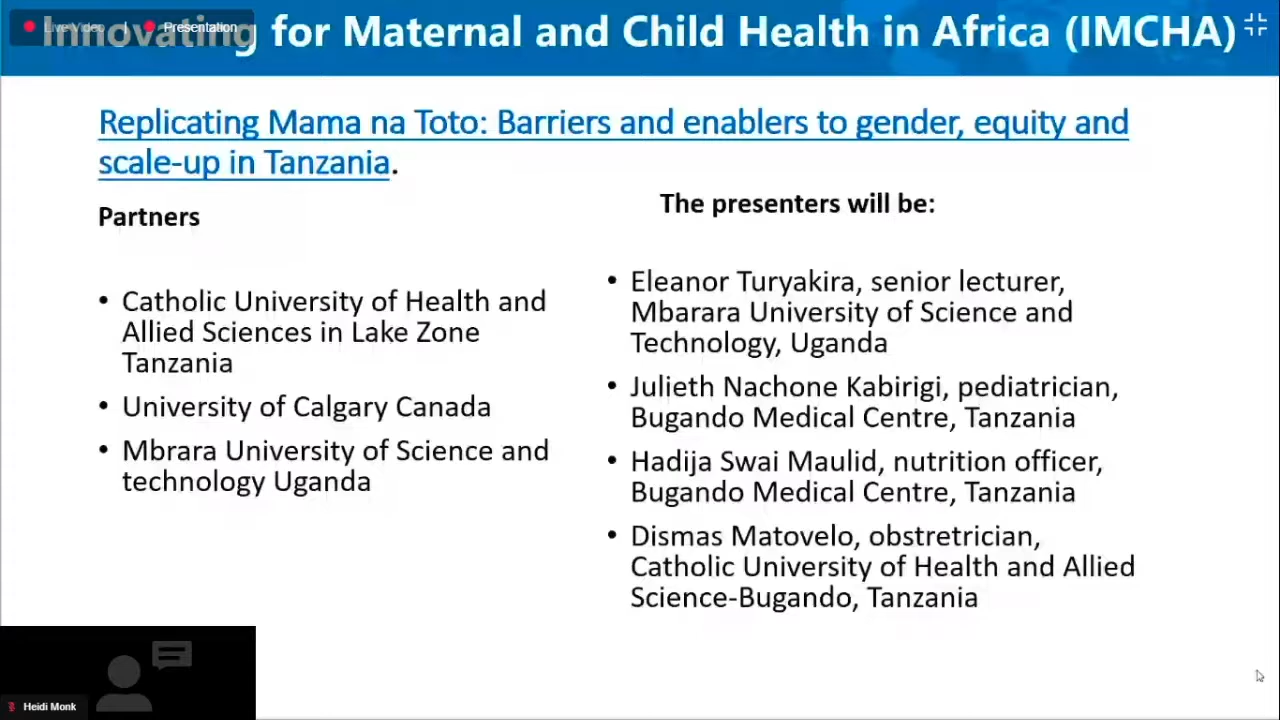 Live Video
Presentation
Innovating for Maternal and Child Health in Africa (IMCHA)
Replicating Mama na Toto: Barriers and enablers to gender, equity and
scale-up in Tanzania.
Partners
• Catholic University of Health and
Allied Sciences in Lake Zone
Tanzania
• University of Calgary Canada
• Mbrara University of Science and
technology Uganda
The presenters will be:
• Eleanor Turyakira, senior lecturer,
Mbarara University of Science and
Technology, Uganda
• Julieth Nachone Kabirigi, pediatrician,
Bugando Medical Centre, Tanzania
• Hadija Swai Maulid, nutrition officer,
Bugando Medical Centre, Tanzania
• Dismas Matovelo, obstretrician,
Catholic University of Health and Allied
Science-Bugando, Tanzania
Heidi Monk